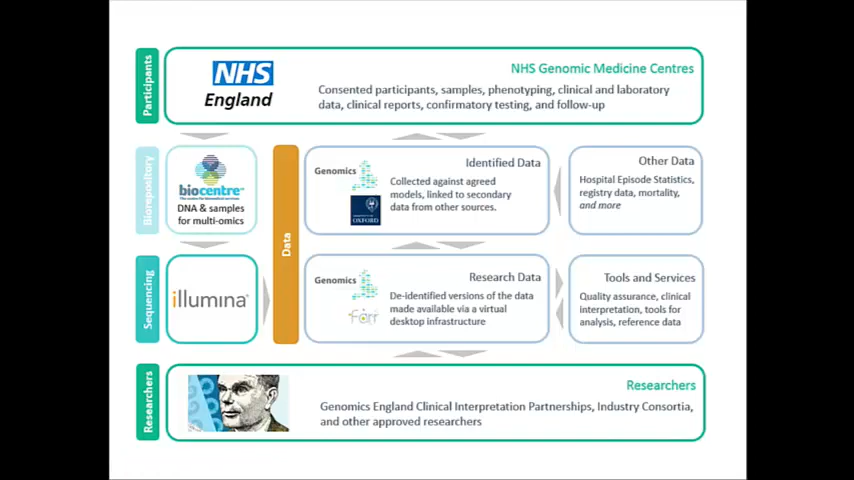 Participants
NHS
England
NHS Genomic Medicine Centres
Consented participants, samples, phenotyping, clinical and laboratory
data, clinical reports, confirmatory testing, and follow-up
Biorepository
biocentre
DNA & samples
for multi-omics
Data
Genomics
OXFORD
Identified Data
Collected against agreed
models, linked to secondary
data from other sources.
Other Data
Hospital Episode Statistics,
registry data, mortality,
and more
Sequencing
illumina
Genomics
farr
Research Data
De-identified versions of the data
made available via a virtual
desktop infrastructure
Tools and Services
Quality assurance, clinical
interpretation, tools for
analysis, reference data
Researchers
Researchers
Genomics England Clinical Interpretation Partnerships, Industry Consortia,
and other approved researchers